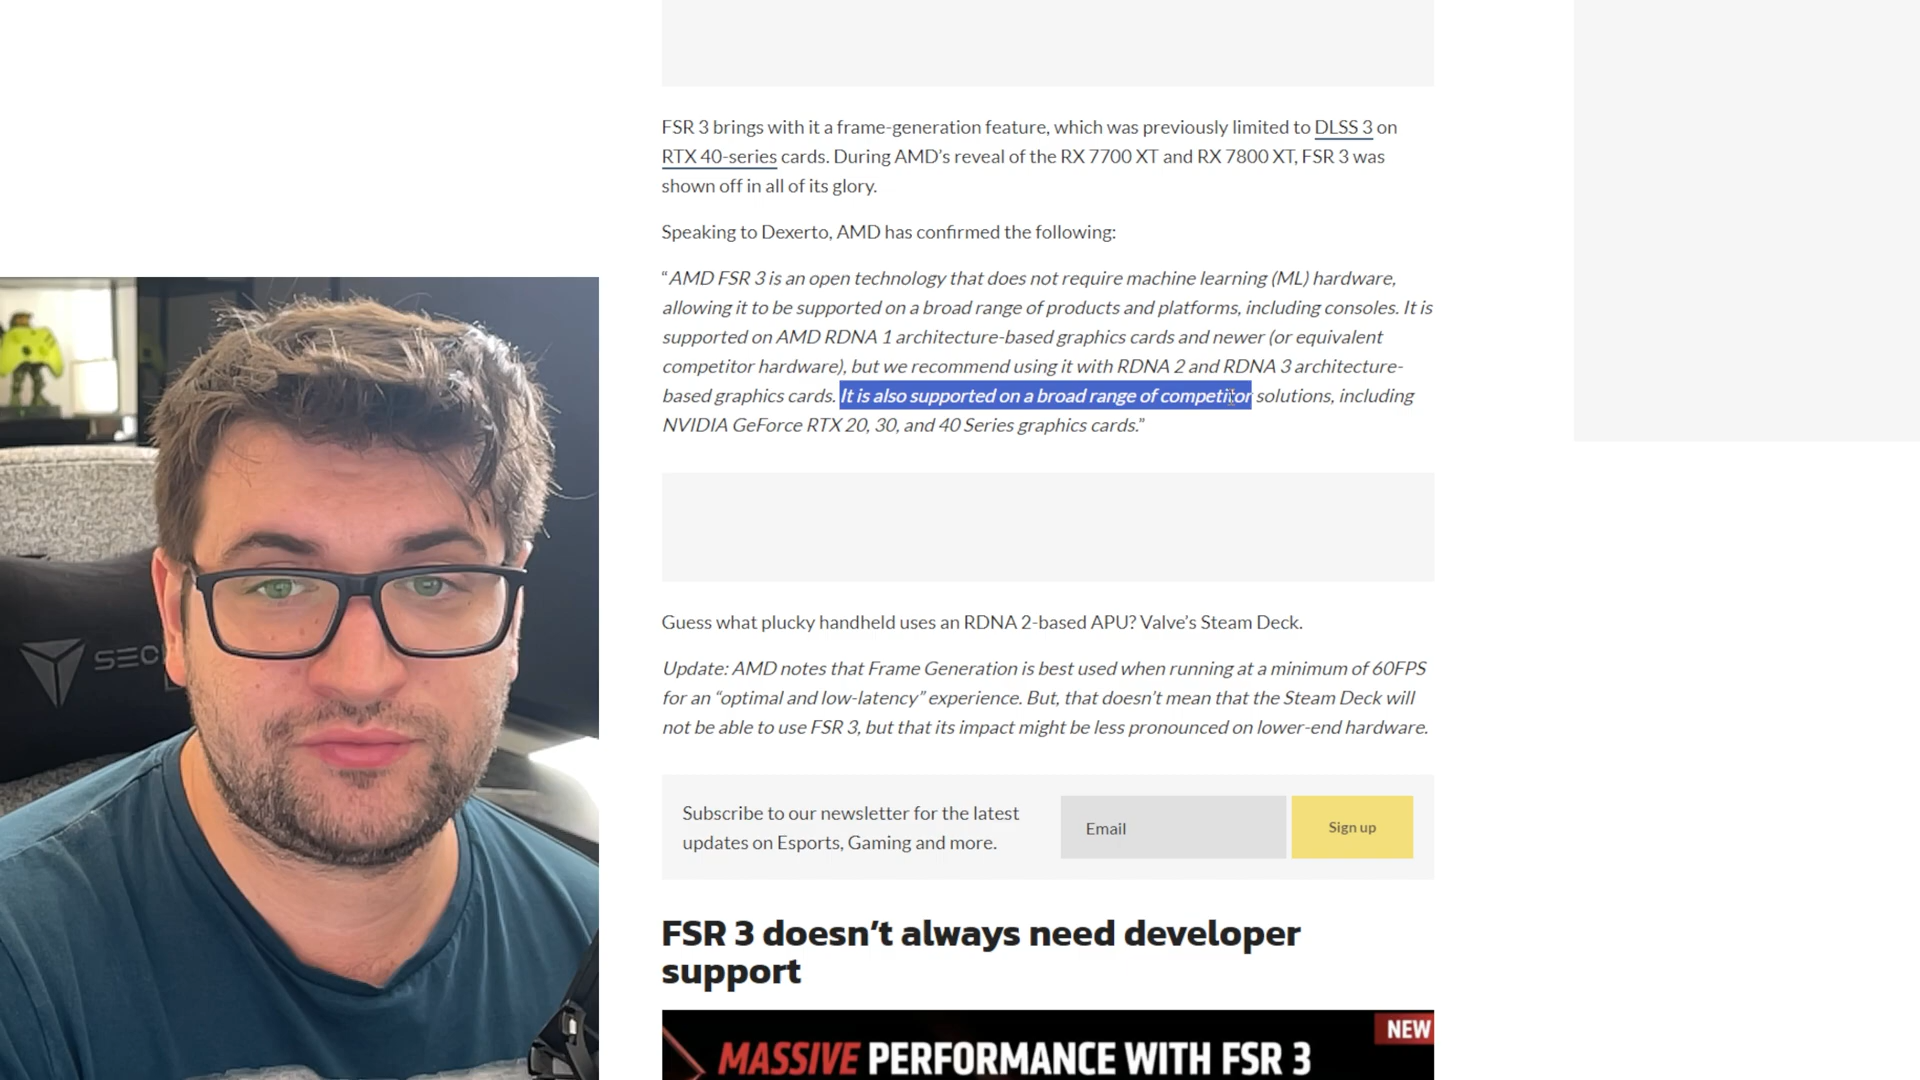 FSR 3 brings with it a frame-generation feature, which was previously limited to DLSS 3 on
RTX 40-series cards. During AMD’s reveal of the RX 7700 XT and RX 7800 XT, FSR 3 was
shown off in all of its glory.
Speaking to Dexerto, AMD has confirmed the following:
“AMD FSR 3 is an open technology that does not require machine learning (ML) hardware,
allowing it to be supported on a broad range of products and platforms, including consoles. It is
supported on AMD RDNA 1 architecture-based graphics cards and newer (or equivalent
competitor hardware), but we recommend using it with RDNA 2 and RDNA 3 architecture-
based graphics cards. It is also supported on a broad range of competitor solutions, including
NVIDIA GeForce RTX 20, 30, and 40 Series graphics cards.”
Guess what plucky handheld uses an RDNA 2-based APU? Valve’s Steam Deck.
Update: AMD notes that Frame Generation is best used when running at a minimum of 60FPS
for an “optimal and low-latency” experience. But, that doesn’t mean that the Steam Deck will
not be able to use FSR 3, but that its impact might be less pronounced on lower-end hardware.
Subscribe to our newsletter for the latest
updates on Esports, Gaming and more.
Email
Sign up
FSR 3 doesn’t always need developer
support
NEW
MASSIVE PERFORMANCE WITH FSR 3
SEC